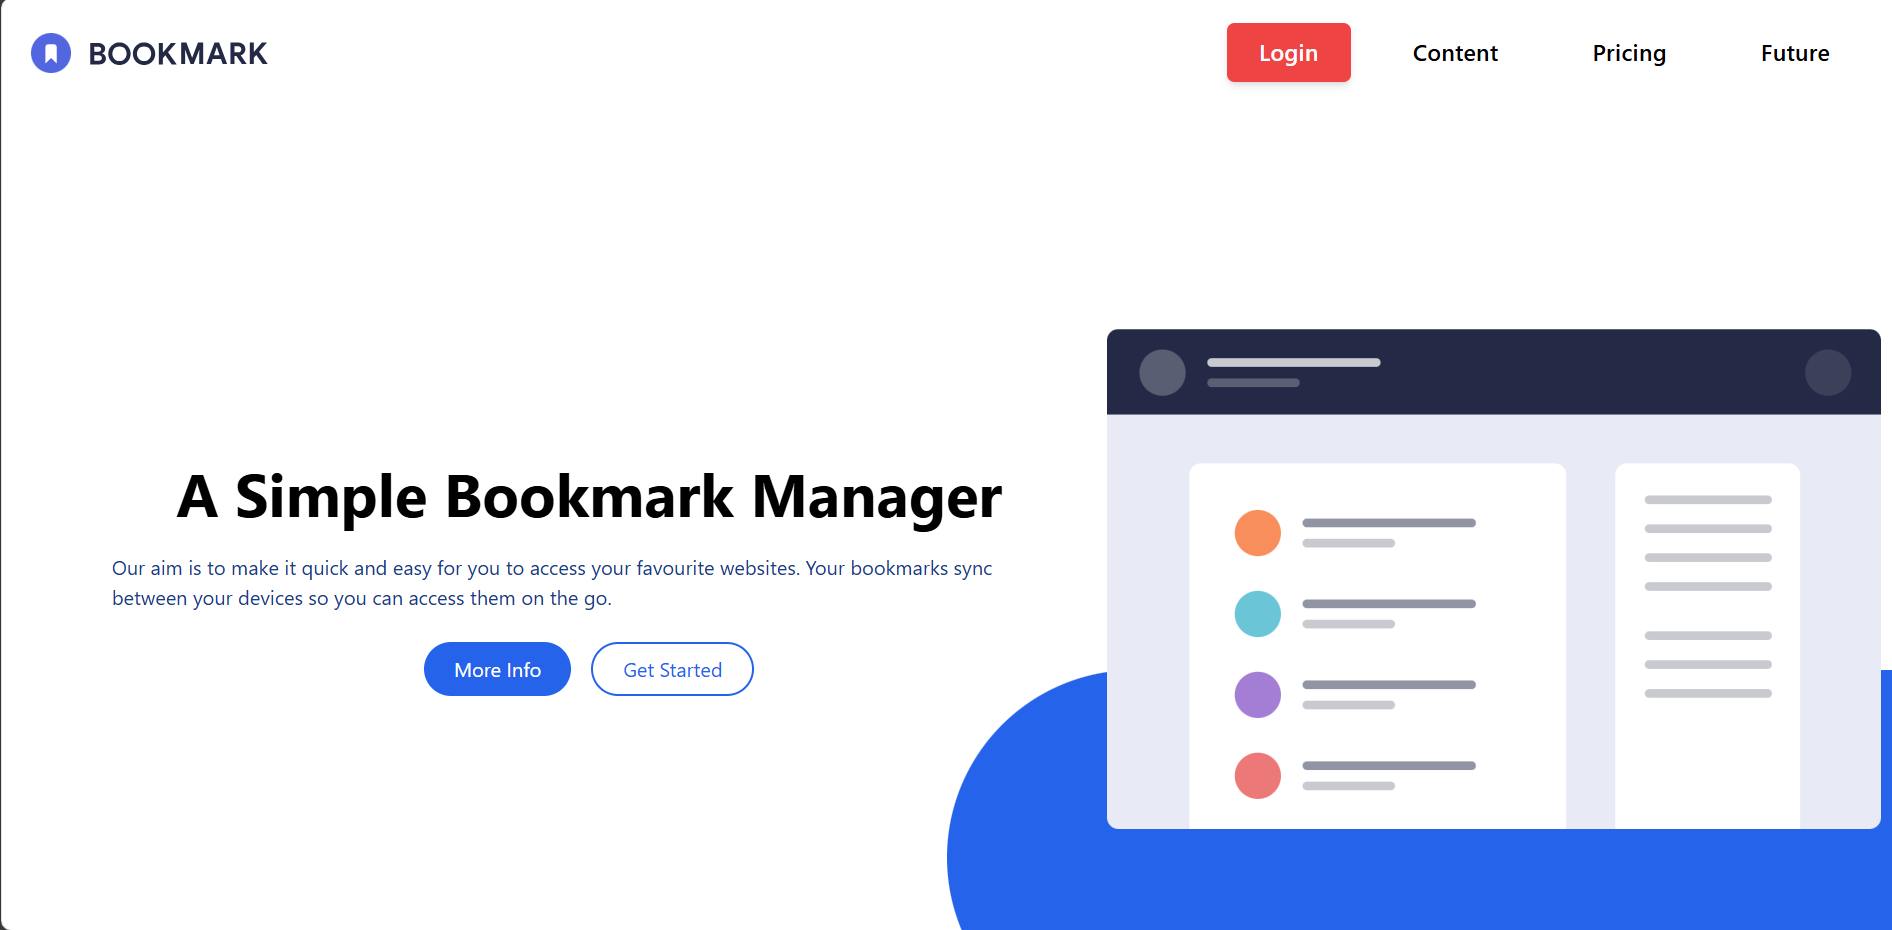 BOOKMARK
Login
Content
Pricing
Future
A Simple Bookmark Manager
Our aim is to make it quick and easy for you to access your favourite websites. Your bookmarks sync
between your devices so you can access them on the go.
More Info
Get Started